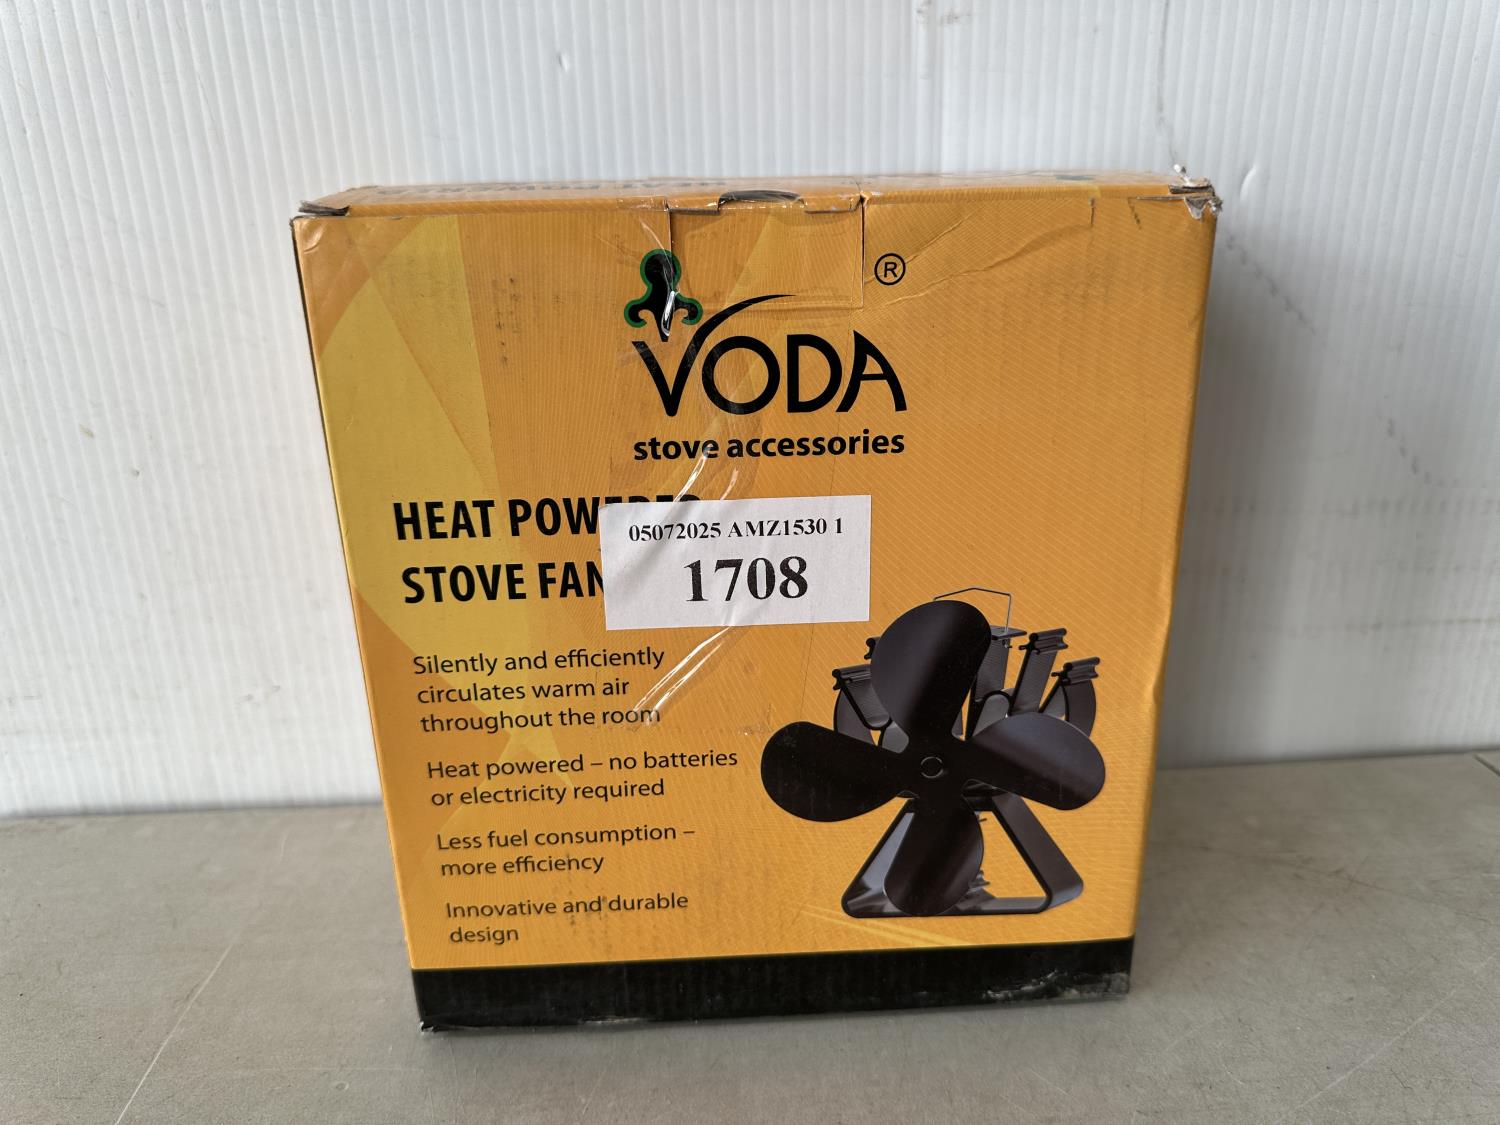 ®
VODA
stove accessories
HEAT POWERED
STOVE FAN
05072025 AMZ1530 1
1708
Silently and efficiently
circulates warm air
throughout the room
Heat powered – no batteries
or electricity required
Less fuel consumption –
more efficiency
Innovative and durable
design